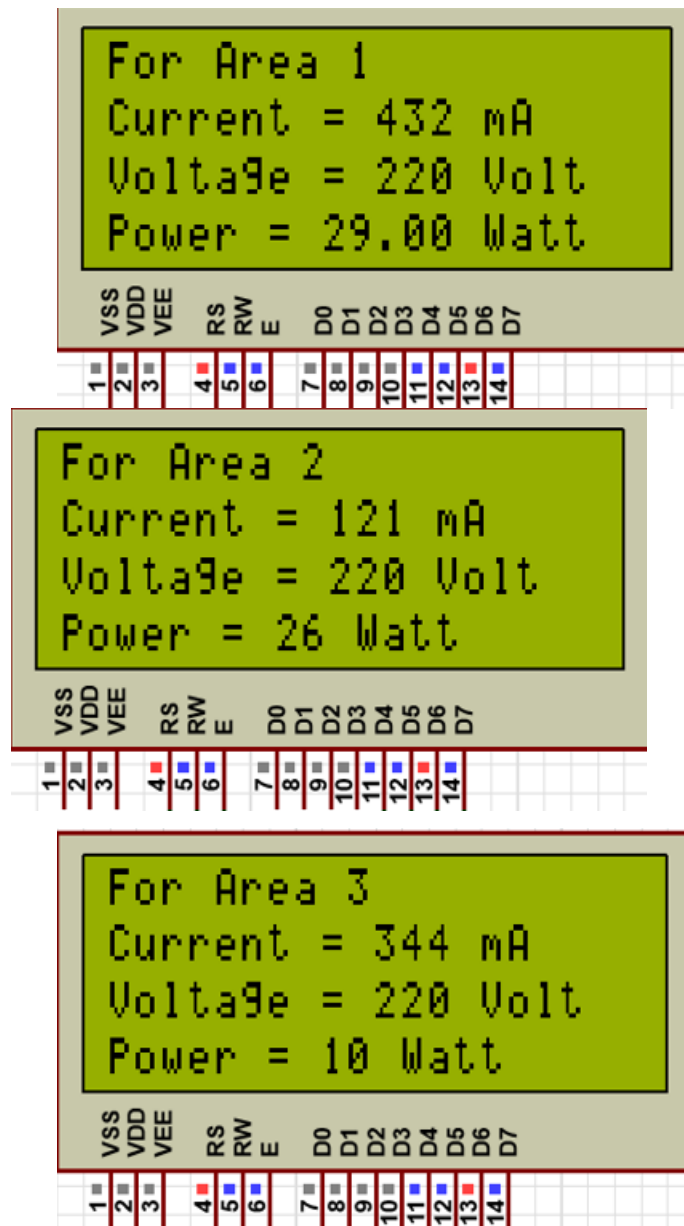 For Area 1
Current = 432 mA
Voltage = 220 Volt
Power = 29.00 Watt
VSS VDD VEE RS RW E D0 D1 D2 D3 D4 D5 D6 D7
1 2 3 4 5 6 7 8 9 10 11 12 13 14
For Area 2
Current = 121 mA
Voltage = 220 Volt
Power = 26 Watt
VSS VDD VEE RS RW E D0 D1 D2 D3 D4 D5 D6 D7
1 2 3 4 5 6 7 8 9 10 11 12 13 14
For Area 3
Current = 344 mA
Voltage = 220 Volt
Power = 10 Watt
VSS VDD VEE RS RW E D0 D1 D2 D3 D4 D5 D6 D7
1 2 3 4 5 6 7 8 9 10 11 12 13 14